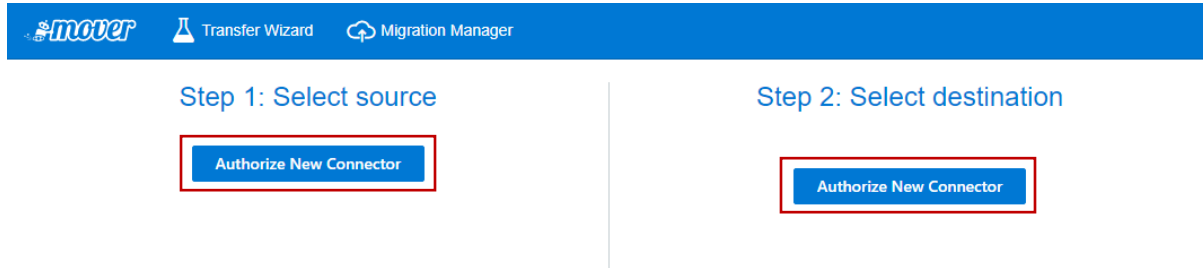 mover
Transfer Wizard
Migration Manager
Step 1: Select source
Authorize New Connector
Step 2: Select destination
Authorize New Connector